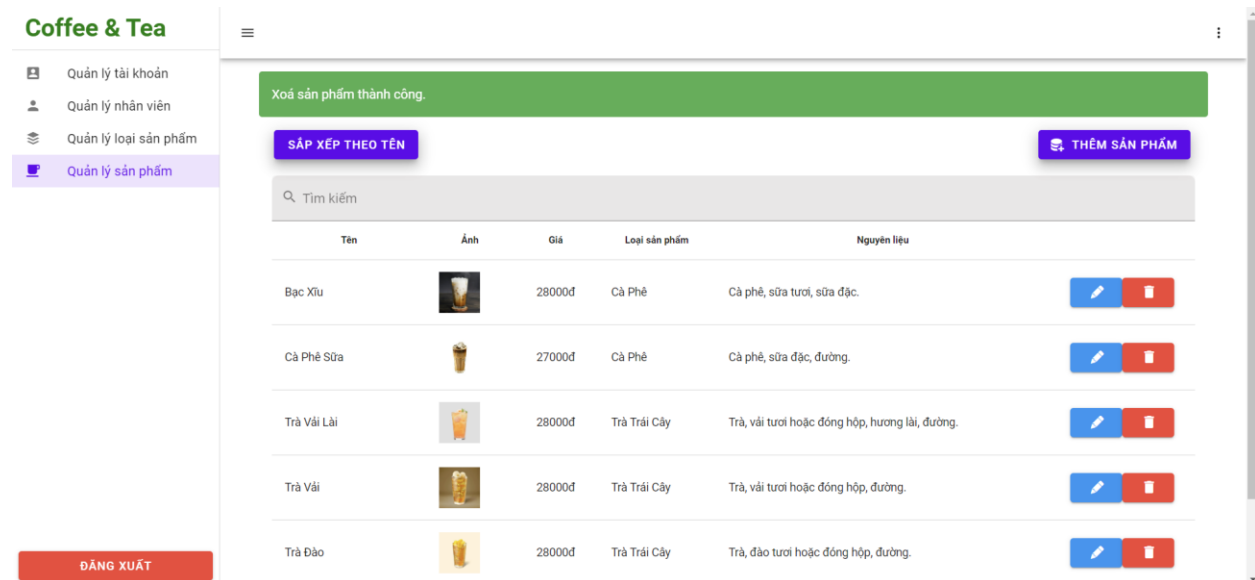 Coffee & Tea
Quản lý tài khoản
Quản lý nhân viên
Quản lý loại sản phẩm
Quản lý sản phẩm
ĐĂNG XUẤT
Xoá sản phẩm thành công.
SẮP XẾP THEO TÊN
THÊM SẢN PHẨM
Tìm kiếm
Tên Ảnh Giá Loại sản phẩm Nguyên liệu
Bạc Xỉu 28000đ Cà Phê Cà phê, sữa tươi, sữa đặc.
Cà Phê Sữa 27000đ Cà Phê Cà phê, sữa đặc, đường.
Trà Vải Lài 28000đ Trà Trái Cây Trà, vải tươi hoặc đóng hộp, hương lài, đường.
Trà Vải 28000đ Trà Trái Cây Trà, vải tươi hoặc đóng hộp, đường.
Trà Đào 28000đ Trà Trái Cây Trà, đào tươi hoặc đóng hộp, đường.